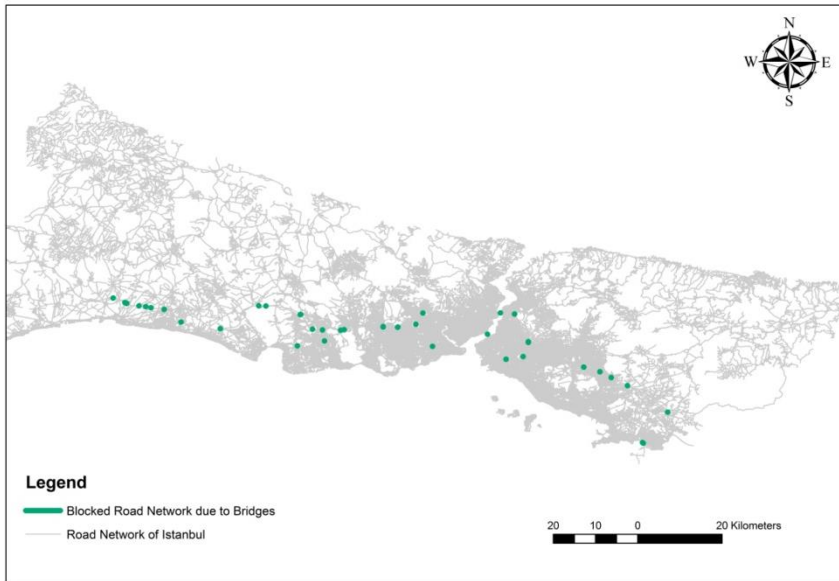 N
W E
S
Legend
Blocked Road Network due to Bridges
Road Network of Istanbul
20 10 0 20 Kilometers